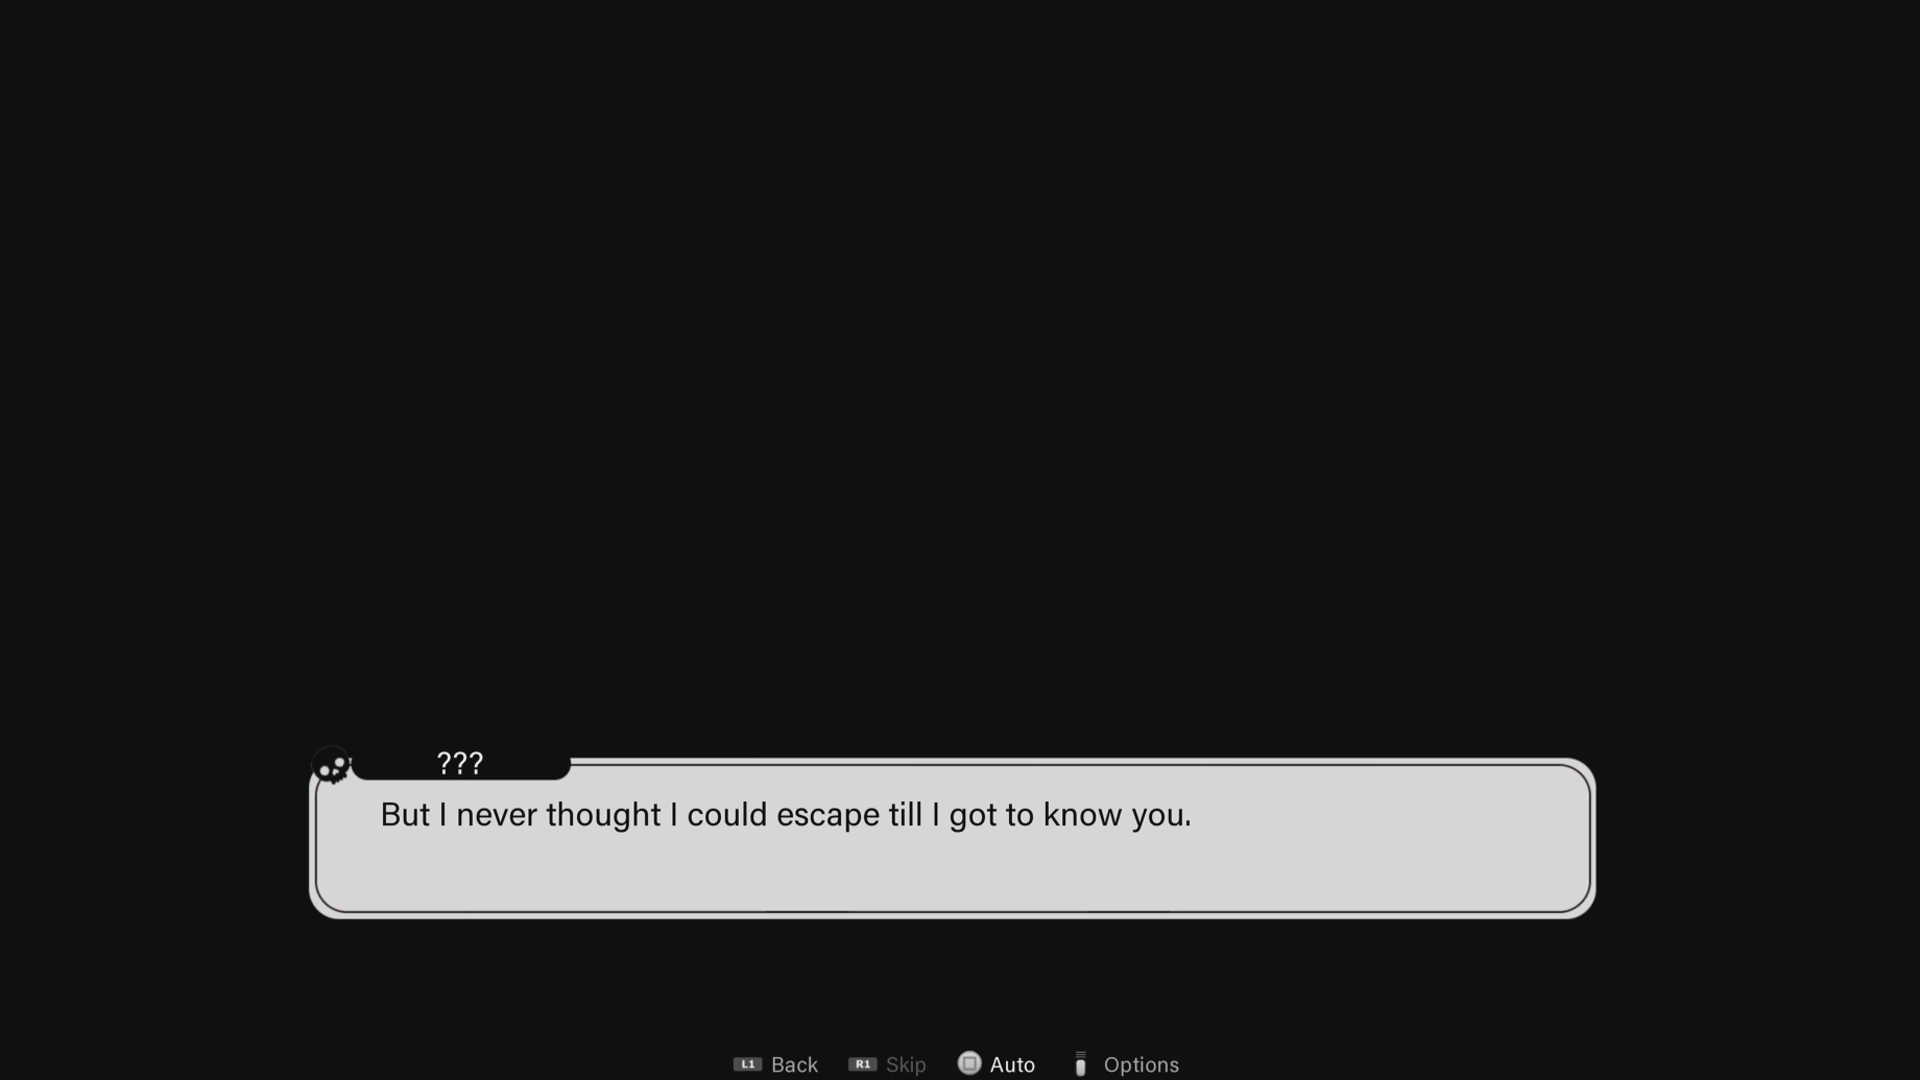 ???
But I never thought I could escape till I got to know you.
L1 Back R1 Skip Auto Options